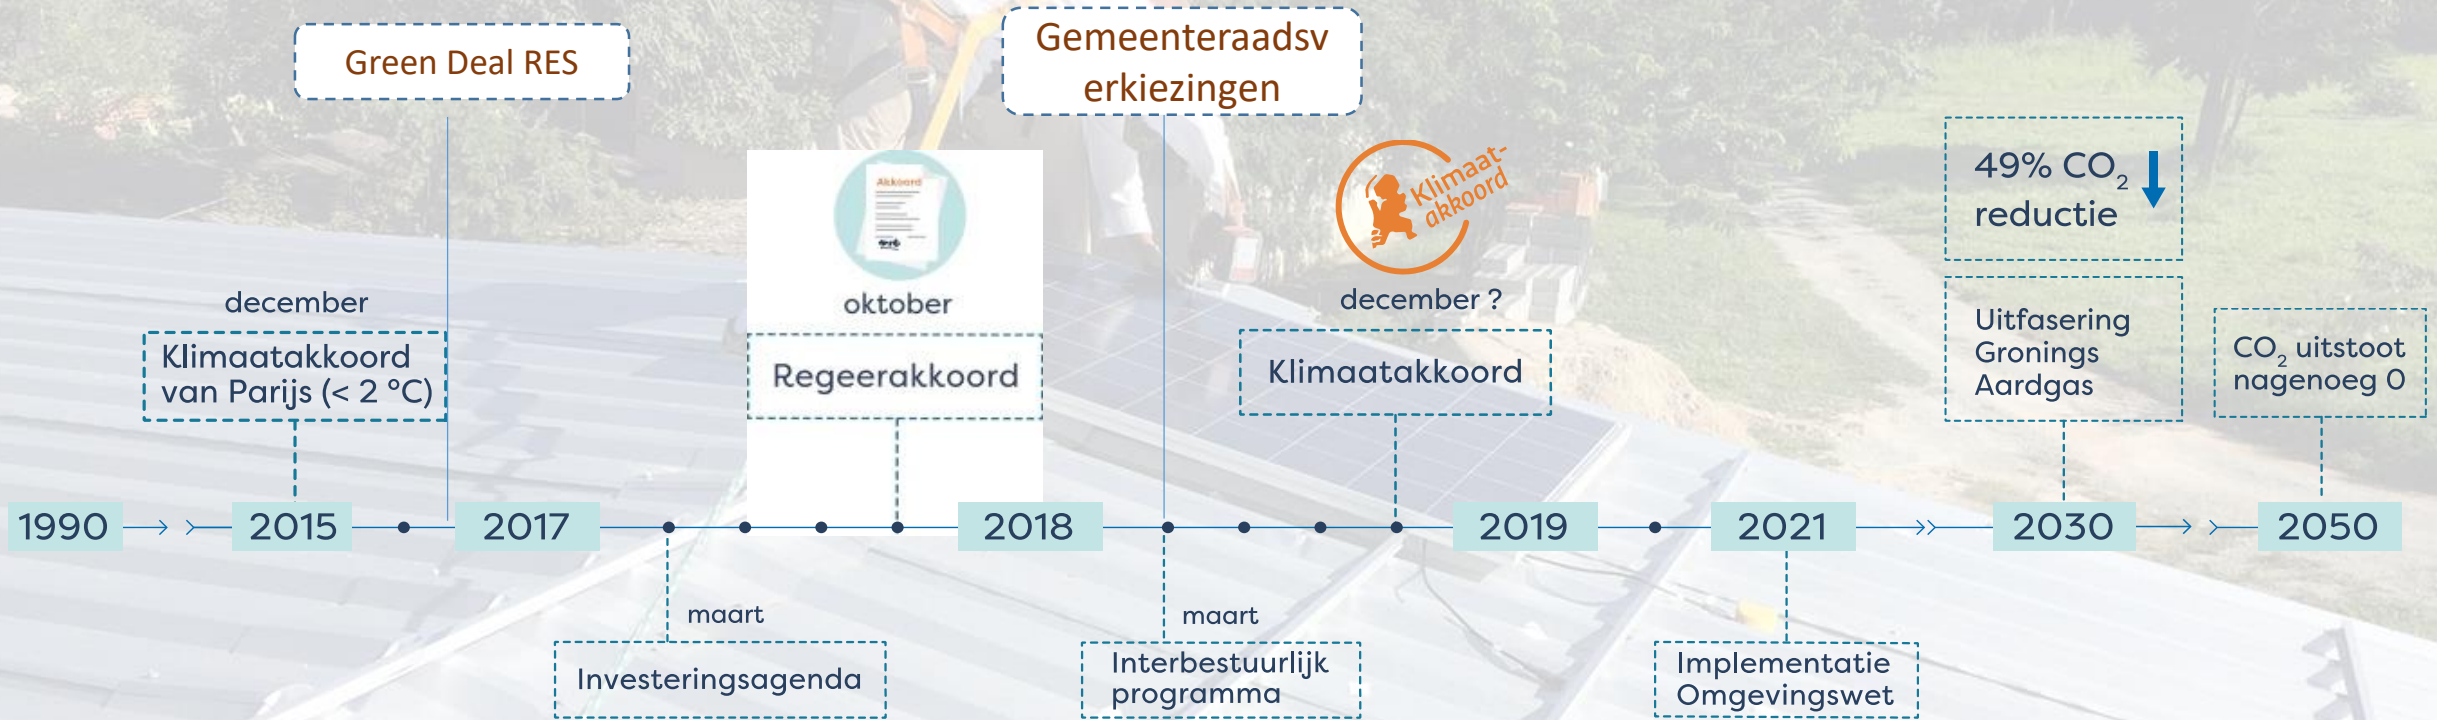 Green Deal RES
Gemeenteraadsv
erkiezingen
Akkoord
Klimaat-
akkoord
49% CO₂
reductie
december
Klimaatakkoord
van Parijs (< 2 °C)
oktober
Regeerakkoord
december ?
Klimaatakkoord
Uitfasering
Gronings
Aardgas
CO₂ uitstoot
nagenoeg 0
1990
2015
2017
2018
2019
2021
2030
2050
maart
Investeringsagenda
maart
Interbestuurlijk
programma
Implementatie
Omgevingswet